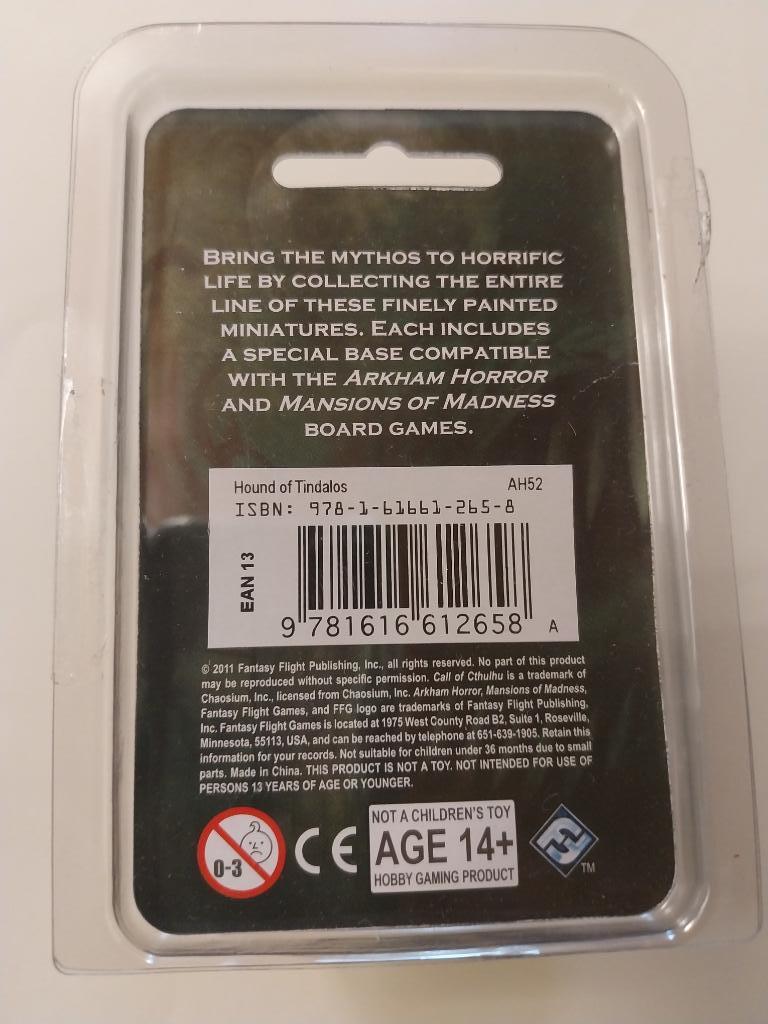 BRING THE MYTHOS TO HORRIFIC
LIFE BY COLLECTING THE ENTIRE
LINE OF THESE FINELY PAINTED
MINIATURES. EACH INCLUDES
A SPECIAL BASE COMPATIBLE
WITH THE ARKHAM HORROR
AND MANSIONS OF MADNESS
BOARD GAMES.
Hound of Tindalos AH52
ISBN: 978-1-61661-265-8
EAN 13
9 781616 612658 A
© 2011 Fantasy Flight Publishing, Inc., all rights reserved. No part of this product
may be reproduced without specific permission. Call of Cthulhu is a trademark of
Chaosium, Inc., licensed from Chaosium, Inc. Arkham Horror, Mansions of Madness,
Fantasy Flight Games, and FFG logo are trademarks of Fantasy Flight Publishing,
Inc. Fantasy Flight Games is located at 1975 West County Road B2, Suite 1, Roseville,
Minnesota, 55113, USA, and can be reached by telephone at 651-639-1905. Retain this
information for your records. Not suitable for children under 36 months due to small
parts. Made in China. THIS PRODUCT IS NOT A TOY. NOT INTENDED FOR USE OF
PERSONS 13 YEARS OF AGE OR YOUNGER.
0-3
CE
NOT A CHILDREN'S TOY
AGE 14+
HOBBY GAMING PRODUCT
TM